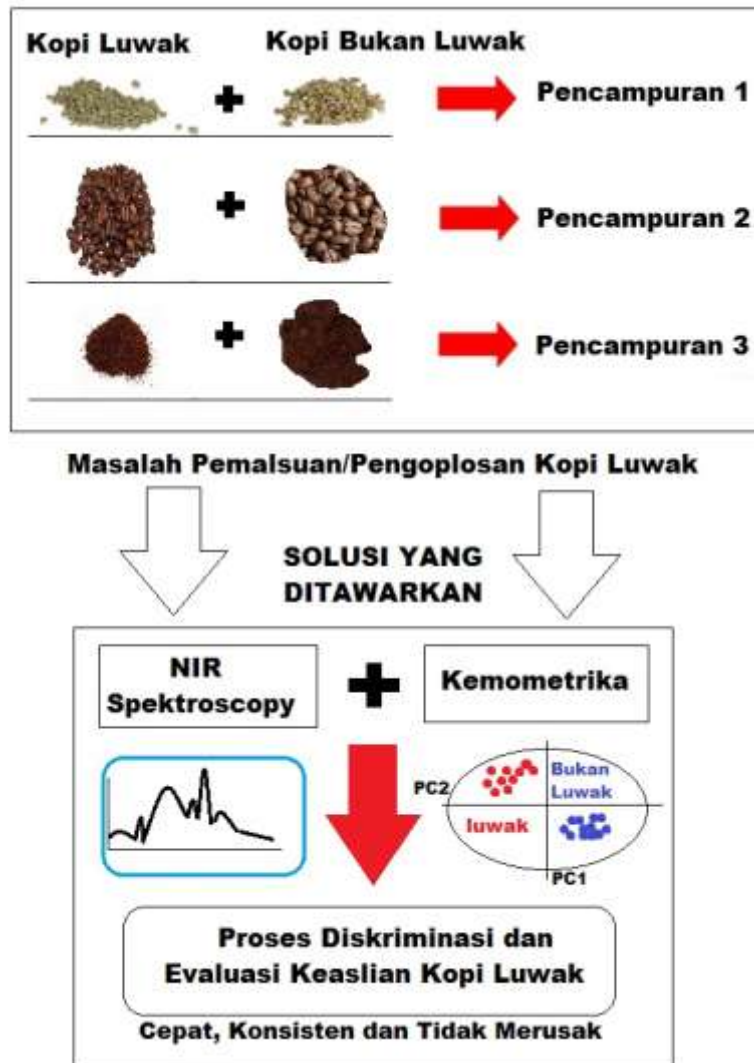 Kopi Luwak
Kopi Bukan Luwak
Pencampuran 1
Pencampuran 2
Pencampuran 3
Masalah Pemalsuan/Pengoplosan Kopi Luwak
SOLUSI YANG
DITAWARKAN
NIR
Spektroscopy
Kemometrika
PC2
Bukan
Luwak
luwak
PC1
Proses Diskriminasi dan
Evaluasi Keaslian Kopi Luwak
Cepat, Konsisten dan Tidak Merusak